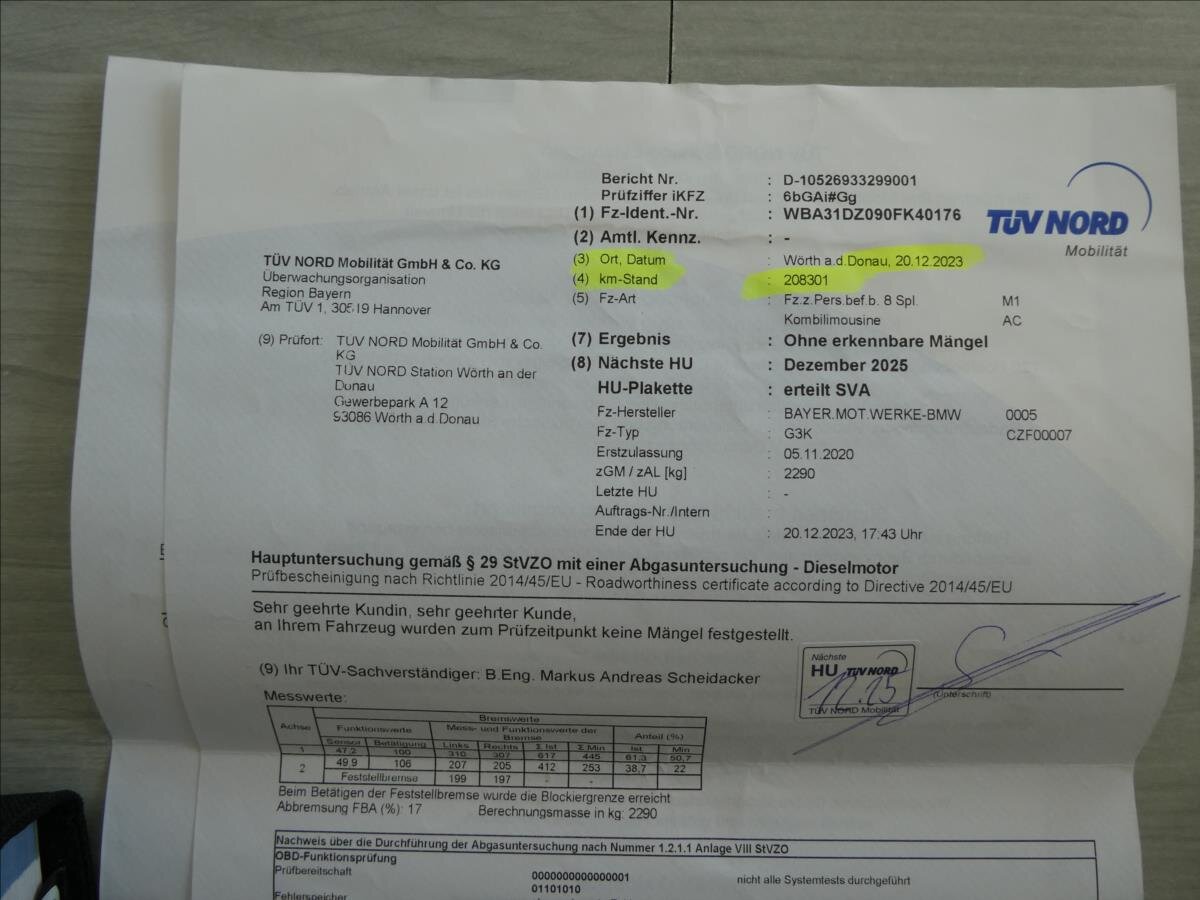 Bericht Nr. : D-10526933299001
Prüfziffer iKFZ : 6bGAi#Gg
(1) Fz-Ident.-Nr. : WBA31DZ090FK40176
(2) Amtl. Kennz. : -
(3) Ort, Datum : Wörth a.d.Donau, 20.12.2023
(4) km-Stand : 208301
(5) Fz-Art : Fz.z.Pers.bef.b. 8 Spl. M1
Kombilimousine AC
(7) Ergebnis : Ohne erkennbare Mängel
(8) Nächste HU : Dezember 2025
HU-Plakette : erteilt SVA
Fz-Hersteller : BAYER.MOT.WERKE-BMW 0005
Fz-Typ : G3K CZF00007
Erstzulassung : 05.11.2020
zGM / zAL [kg] : 2290
Letzte HU : -
Auftrags-Nr./Intern :
Ende der HU : 20.12.2023, 17:43 Uhr
TÜV NORD
Mobilität
TÜV NORD Mobilität GmbH & Co. KG
Überwachungsorganisation
Region Bayern
Am TÜV 1, 30519 Hannover
(9) Prüfort: TÜV NORD Mobilität GmbH & Co.
KG
TÜV NORD Station Wörth an der
Donau
Gewerbepark A 12
93086 Wörth a.d.Donau
Hauptuntersuchung gemäß § 29 StVZO mit einer Abgasuntersuchung - Dieselmotor
Prüfbescheinigung nach Richtlinie 2014/45/EU - Roadworthiness certificate according to Directive 2014/45/EU
Sehr geehrte Kundin, sehr geehrter Kunde,
an Ihrem Fahrzeug wurden zum Prüfzeitpunkt keine Mängel festgestellt.
(9) Ihr TÜV-Sachverständiger: B.Eng. Markus Andreas Scheidacker
Nächste
HU TÜV NORD
12.25
TÜV NORD Mobilität
(Unterschrift)
Messwerte:
Bremswerte
Achse Funktionswerte Mess- und Funktionswerte der Bremse Anteil (%)
Sensor Betätigung Links Rechts Σ Ist Σ Min Ist Min
1 47,2 100 310 307 617 445 61,3 50,7
2 49,9 106 207 205 412 253 38,7 22
Feststellbremse 199 197 - -
Beim Betätigen der Feststellbremse wurde die Blockiergrenze erreicht
Abbremsung FBA (%): 17 Berechnungsmasse in kg: 2290
Nachweis über die Durchführung der Abgasuntersuchung nach Nummer 1.2.1.1 Anlage VIII StVZO
OBD-Funktionsprüfung
Prüfbereitschaft 0000000000000001 nicht alle Systemtests durchgeführt
01101010
Fehlerspeicher